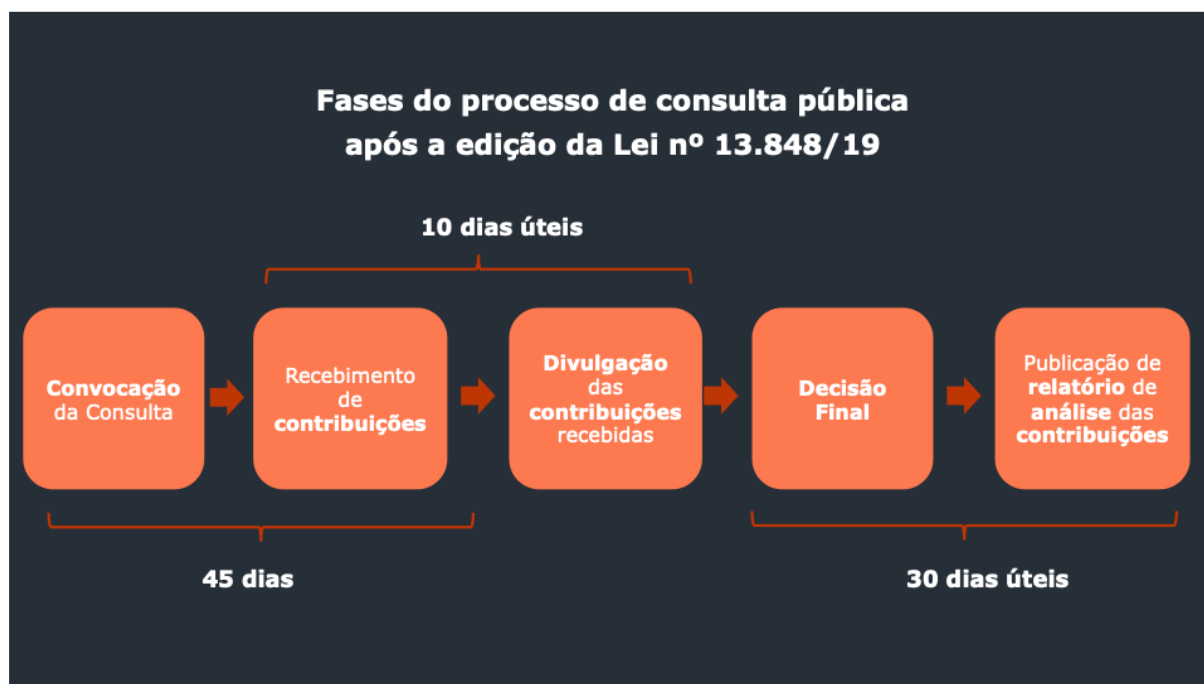 Fases do processo de consulta pública
após a edição da Lei nº 13.848/19
10 dias úteis
Convocação
da Consulta
Recebimento
de
contribuições
Divulgação
das
contribuições
recebidas
Decisão
Final
Publicação de
relatório de
análise das
contribuições
45 dias
30 dias úteis